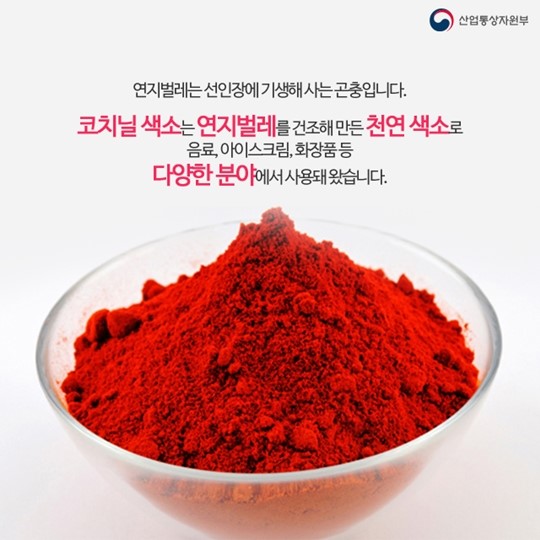 산업통상자원부
연지벌레는 선인장에 기생해 사는 곤충입니다.
코치닐 색소는 연지벌레를 건조해 만든 천연 색소로
음료, 아이스크림, 화장품 등
다양한 분야에서 사용돼 왔습니다.